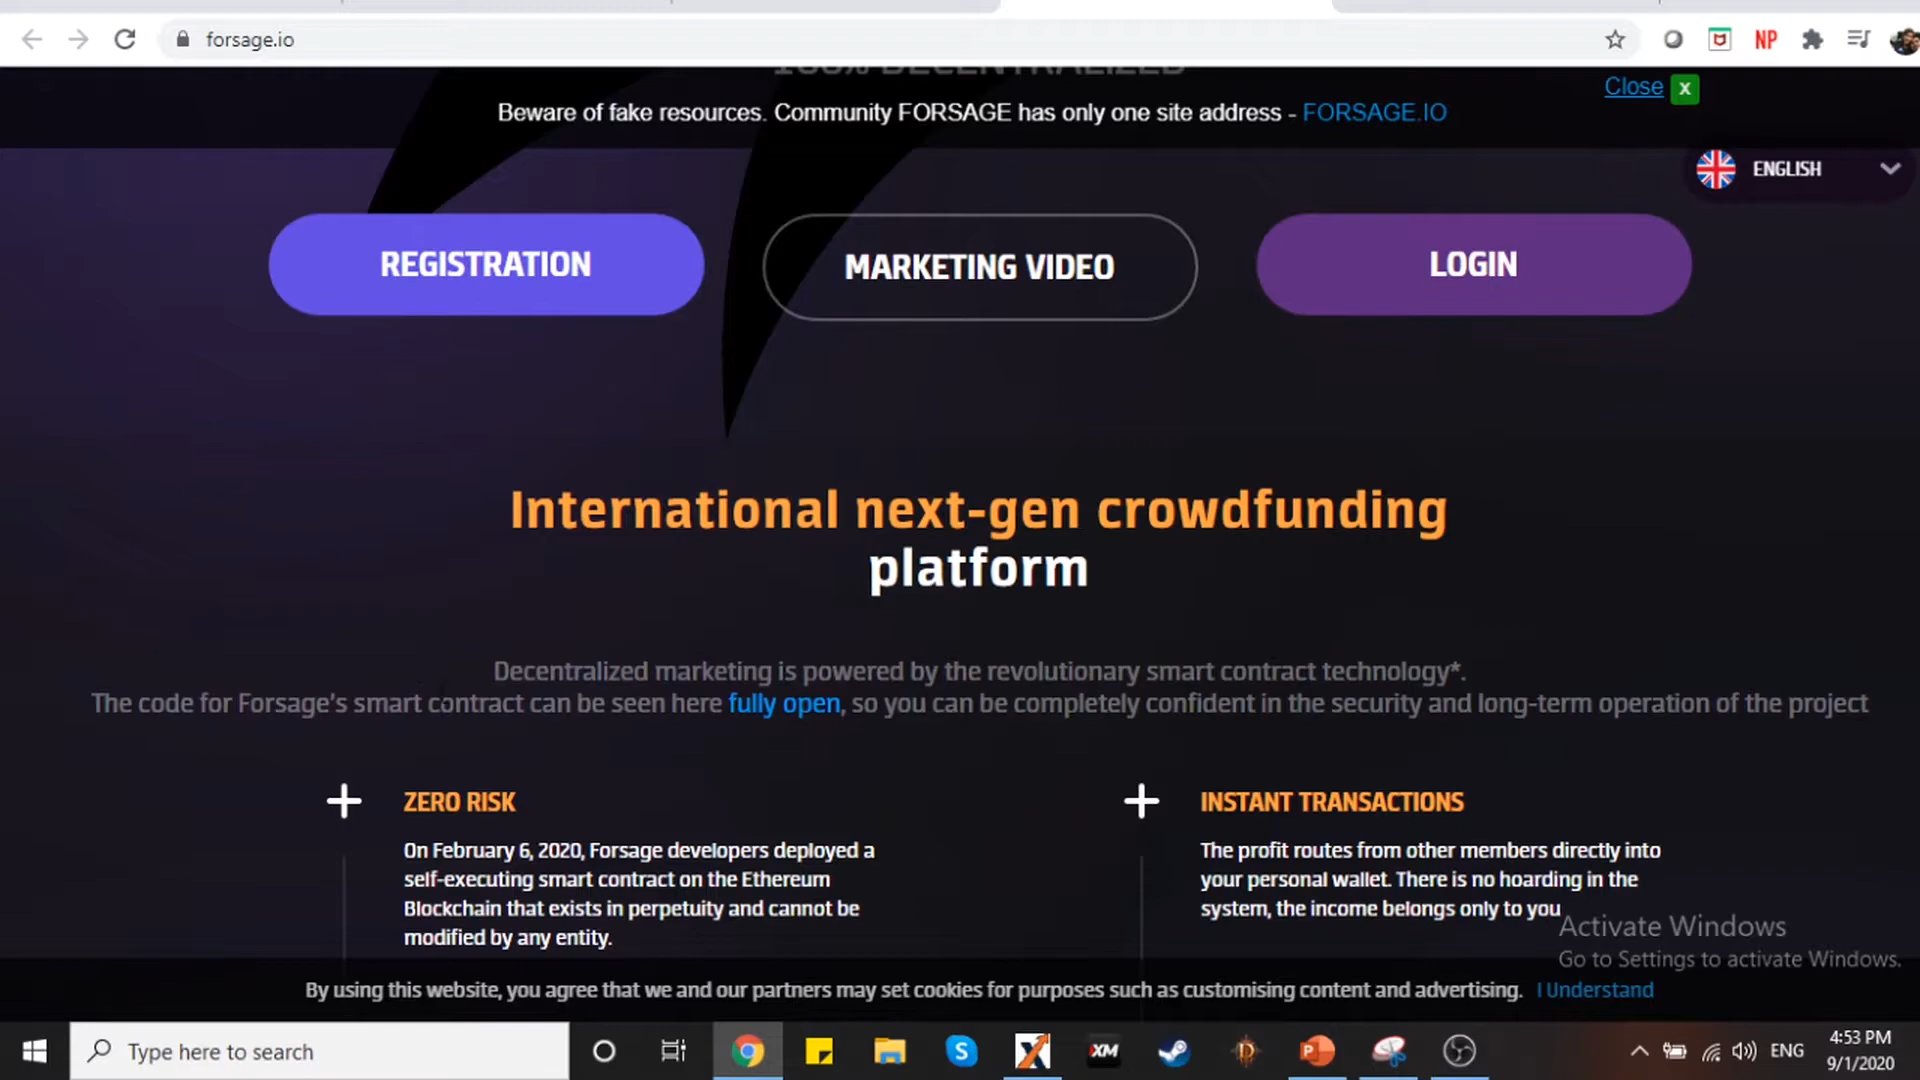 forsage.io
NP
100% DECENTRALIZED
Close x
Beware of fake resources. Community FORSAGE has only one site address - FORSAGE.IO
ENGLISH
REGISTRATION
MARKETING VIDEO
LOGIN
International next-gen crowdfunding
platform
Decentralized marketing is powered by the revolutionary smart contract technology*.
The code for Forsage's smart contract can be seen here fully open, so you can be completely confident in the security and long-term operation of the project
ZERO RISK
On February 6, 2020, Forsage developers deployed a
self-executing smart contract on the Ethereum
Blockchain that exists in perpetuity and cannot be
modified by any entity.
INSTANT TRANSACTIONS
The profit routes from other members directly into
your personal wallet. There is no hoarding in the
system, the income belongs only to you
Activate Windows
Go to Settings to activate Windows.
By using this website, you agree that we and our partners may set cookies for purposes such as customising content and advertising. I Understand
Type here to search
S
XM
P
ENG
4:53 PM
9/1/2020